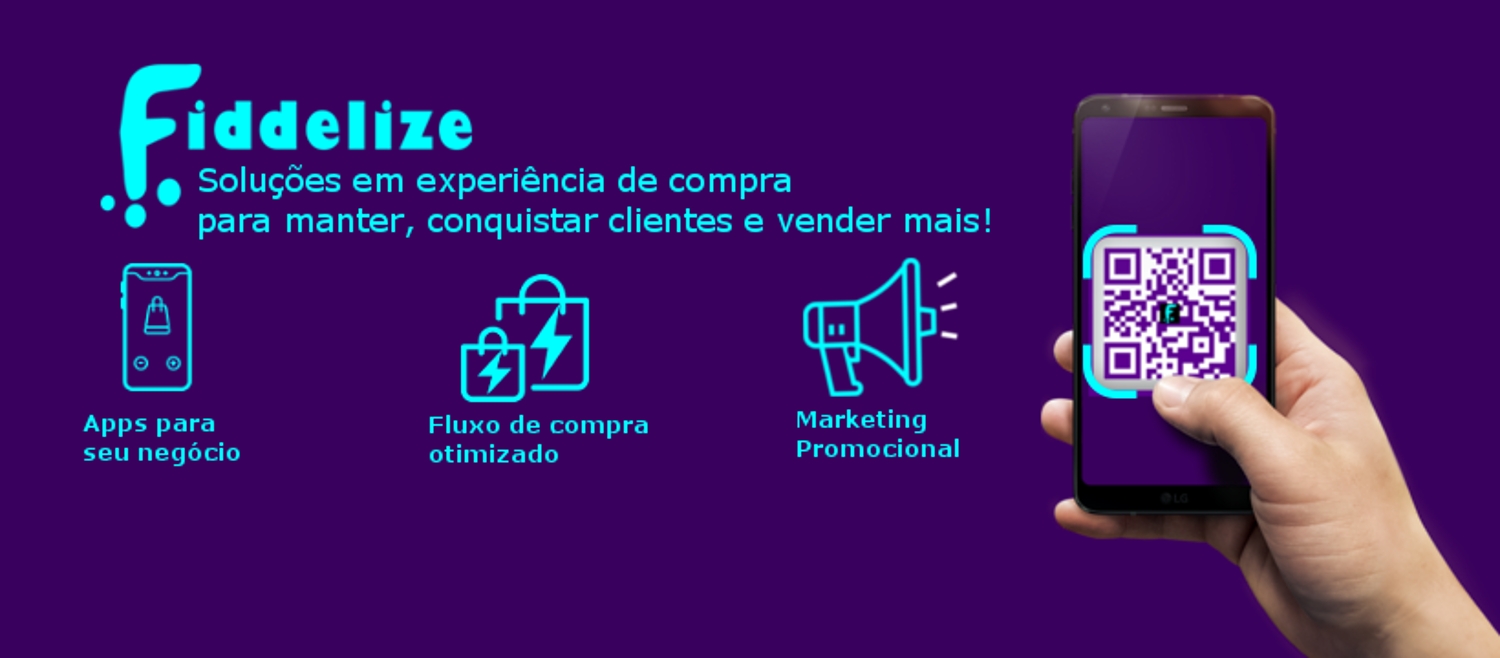 Fiddelize
Soluções em experiência de compra
para manter, conquistar clientes e vender mais!
Apps para
seu negócio
Fluxo de compra
otimizado
Marketing
Promocional
LG